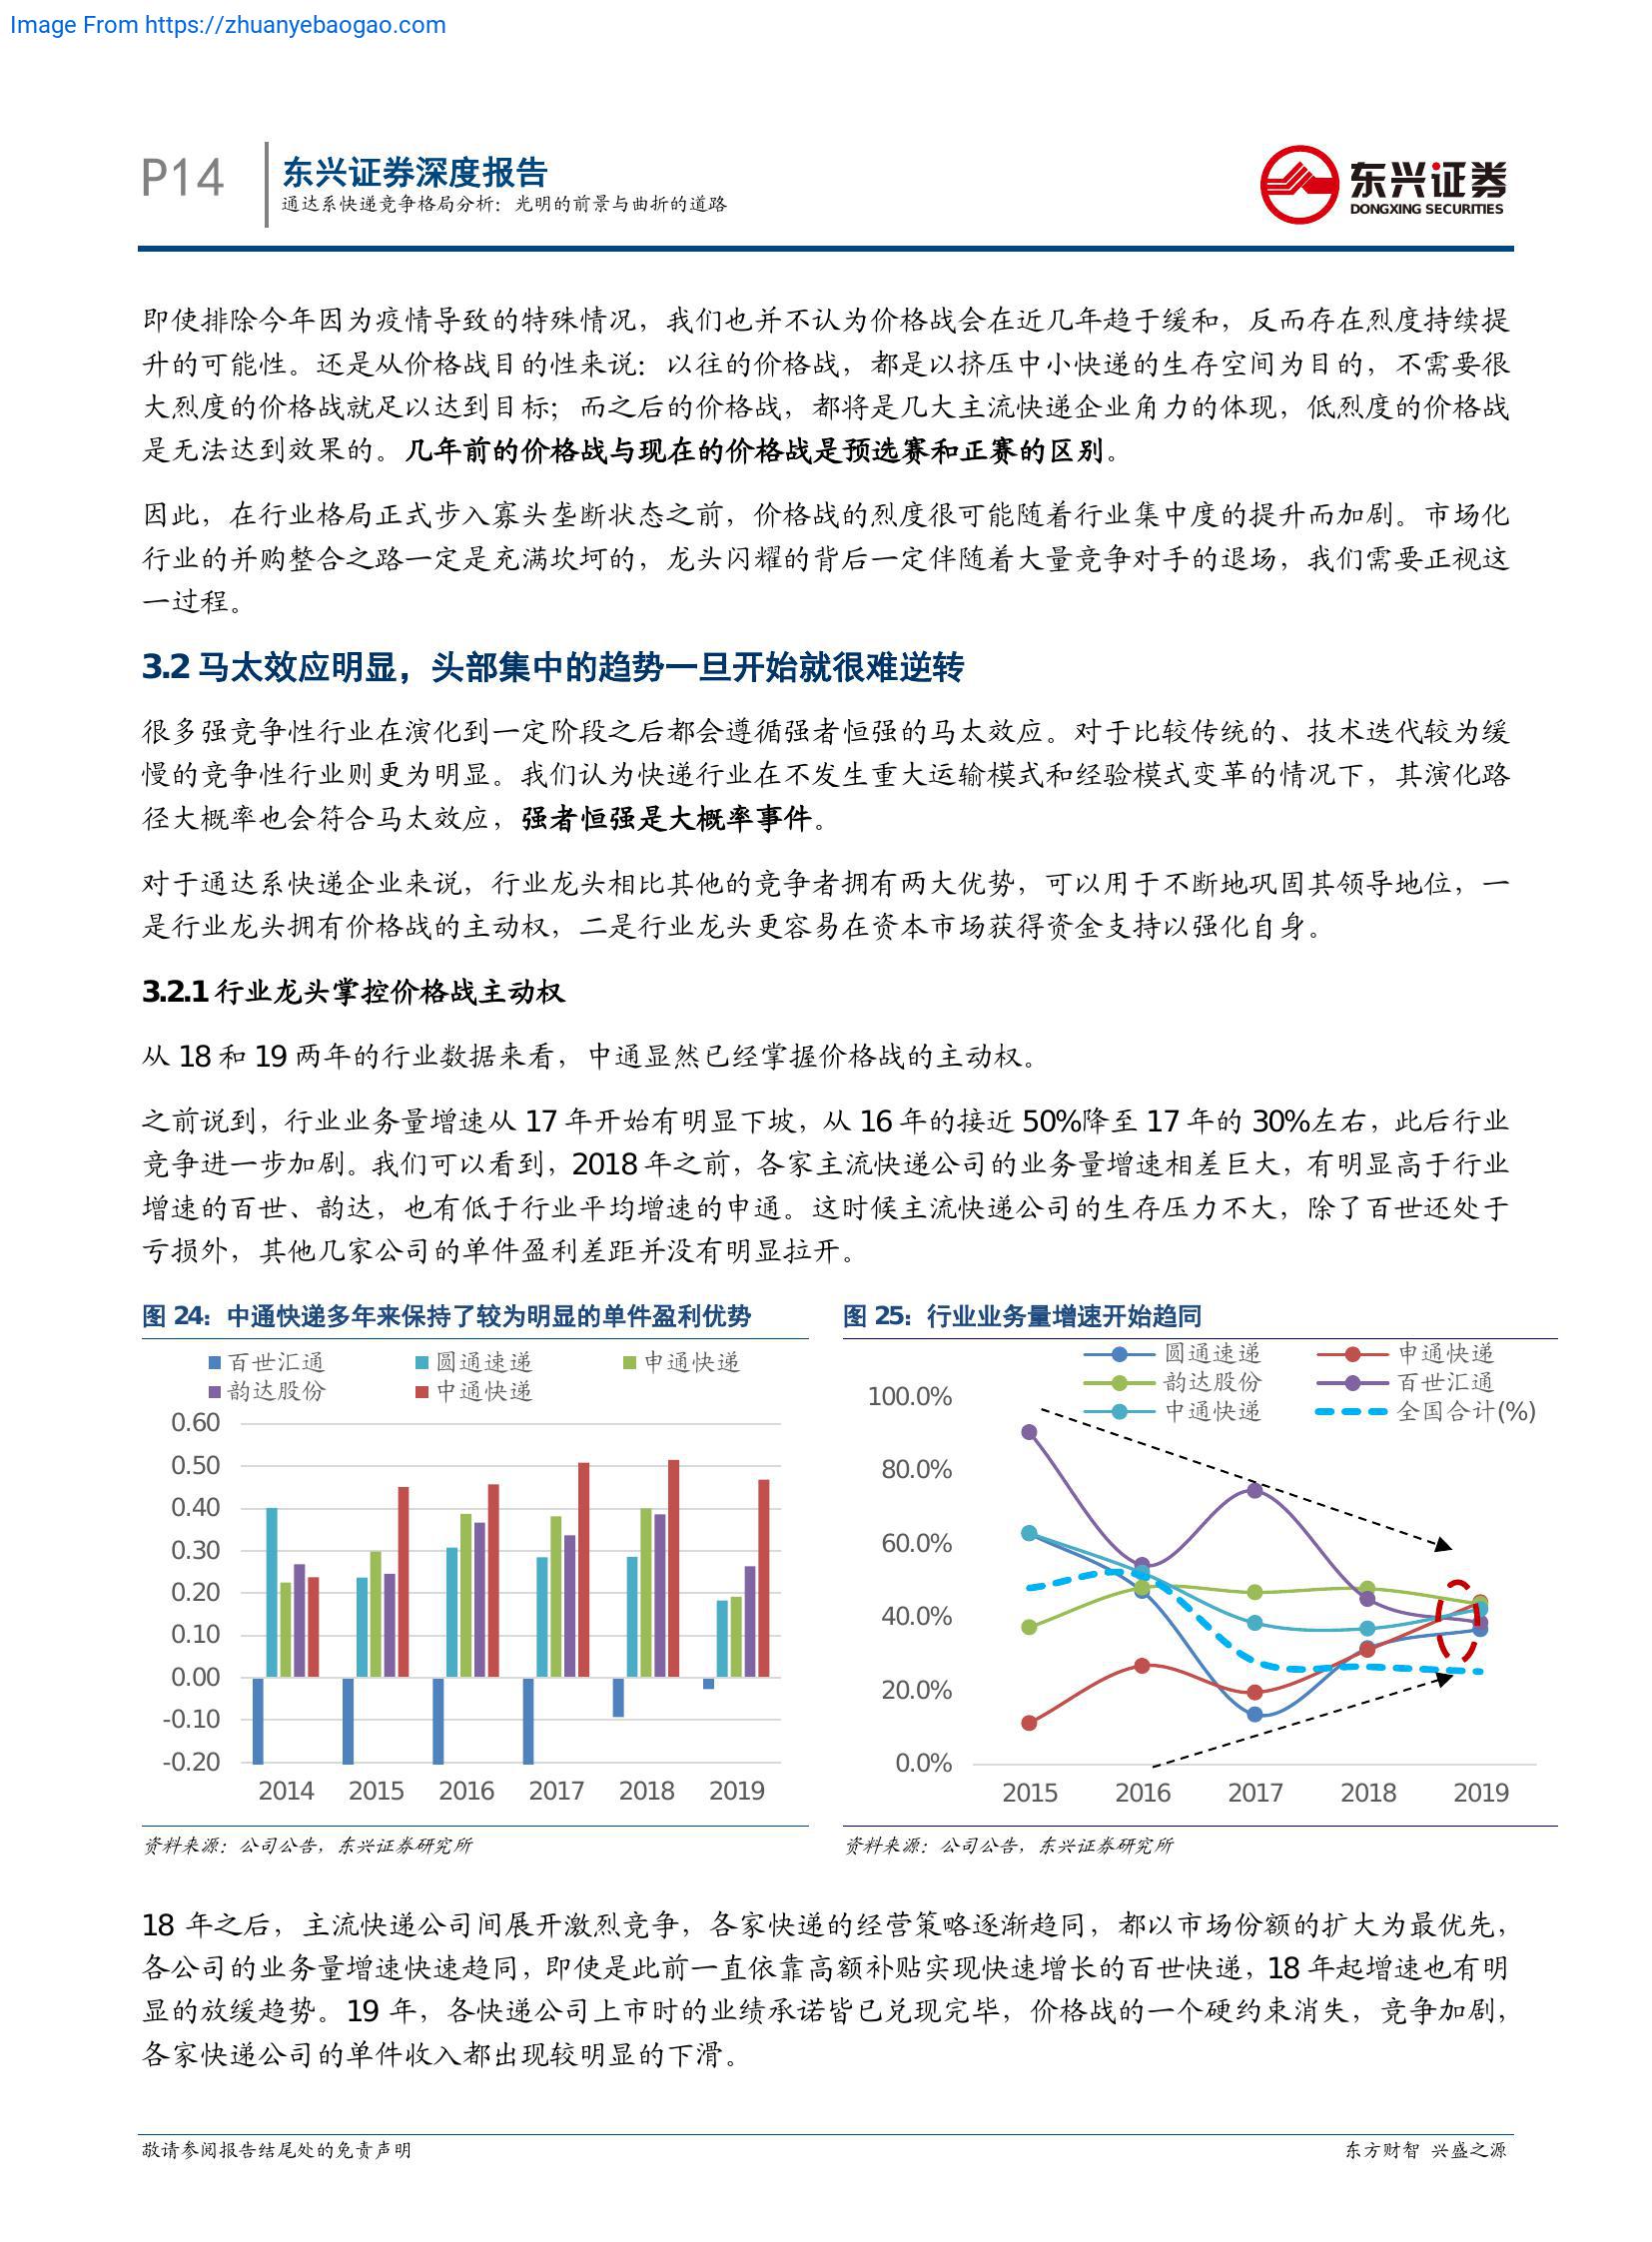 Image From https://zhuanyebaogao.com
P14
东兴证券深度报告
通达系快递竞争格局分析：光明的前景与曲折的道路
东兴证券
DONGXING SECURITIES
即使排除今年因为疫情导致的特殊情况，我们也并不认为价格战会在近几年趋于缓和，反而存在烈度持续提
升的可能性。还是从价格战目的性来说：以往的价格战，都是以挤压中小快递的生存空间为目的，不需要很
大烈度的价格战就足以达到目标；而之后的价格战，都将是几大主流快递企业角力的体现，低烈度的价格战
是无法达到效果的。几年前的价格战与现在的价格战是预选赛和正赛的区别。
因此，在行业格局正式步入寡头垄断状态之前，价格战的烈度很可能随着行业集中度的提升而加剧。市场化
行业的并购整合之路一定是充满坎坷的，龙头闪耀的背后一定伴随着大量竞争对手的退场，我们需要正视这
一过程。
3.2 马太效应明显，头部集中的趋势一旦开始就很难逆转
很多强竞争性行业在演化到一定阶段之后都会遵循强者恒强的马太效应。对于比较传统的、技术迭代较为缓
慢的竞争性行业则更为明显。我们认为快递行业在不发生重大运输模式和经验模式变革的情况下，其演化路
径大概率也会符合马太效应，强者恒强是大概率事件。
对于通达系快递企业来说，行业龙头相比其他的竞争者拥有两大优势，可以用于不断地巩固其领导地位，一
是行业龙头拥有价格战的主动权，二是行业龙头更容易在资本市场获得资金支持以强化自身。
3.2.1 行业龙头掌控价格战主动权
从 18 和 19 两年的行业数据来看，中通显然已经掌握价格战的主动权。
之前说到，行业业务量增速从 17 年开始有明显下坡，从 16 年的接近 50%降至 17 年的 30%左右，此后行业
竞争进一步加剧。我们可以看到，2018 年之前，各家主流快递公司的业务量增速相差巨大，有明显高于行业
增速的百世、韵达，也有低于行业平均增速的申通。这时候主流快递公司的生存压力不大，除了百世还处于
亏损外，其他几家公司的单件盈利差距并没有明显拉开。
图 24：中通快递多年来保持了较为明显的单件盈利优势
百世汇通 圆通速递 申通快递
韵达股份 中通快递
0.60
0.50
0.40
0.30
0.20
0.10
0.00
-0.10
-0.20
2014 2015 2016 2017 2018 2019
资料来源：公司公告，东兴证券研究所
图 25：行业业务量增速开始趋同
圆通速递 申通快递
韵达股份 百世汇通
中通快递 全国合计(%)
100.0%
80.0%
60.0%
40.0%
20.0%
0.0%
2015 2016 2017 2018 2019
资料来源：公司公告，东兴证券研究所
18 年之后，主流快递公司间展开激烈竞争，各家快递的经营策略逐渐趋同，都以市场份额的扩大为最优先，
各公司的业务量增速快速趋同，即使是此前一直依靠高额补贴实现快速增长的百世快递，18 年起增速也有明
显的放缓趋势。19 年，各快递公司上市时的业绩承诺皆已兑现完毕，价格战的一个硬约束消失，竞争加剧，
各家快递公司的单件收入都出现较明显的下滑。
敬请参阅报告结尾处的免责声明
东方财智 兴盛之源